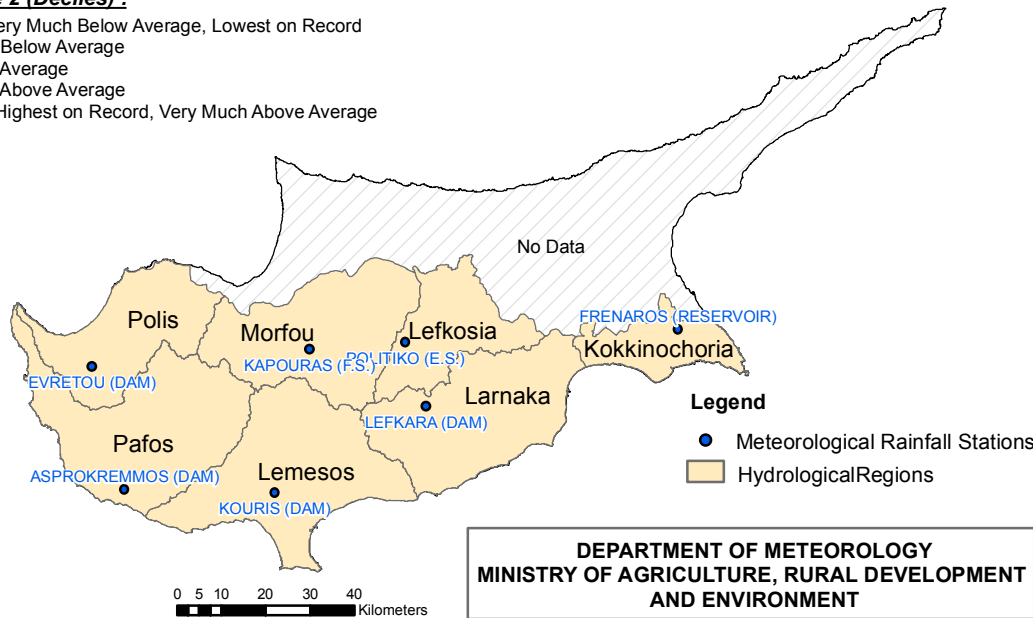 (Deciles) :
ery Much Below Average, Lowest on Record
Below Average
Average
Above Average
Highest on Record, Very Much Above Average
No Data
FRENAROS (RESERVOIR)
Polis
Morfou
Lefkosia
Kokkinochoria
KAPOURAS (F.S.)
POLITIKO (E.S.)
EVRETOU (DAM)
Larnaka
LEFKARA (DAM)
Pafos
ASPROKREMMOS (DAM)
Lemesos
KOURIS (DAM)
Legend
Meteorological Rainfall Stations
HydrologicalRegions
DEPARTMENT OF METEOROLOGY
MINISTRY OF AGRICULTURE, RURAL DEVELOPMENT
AND ENVIRONMENT
0 5 10 20 30 40
Kilometers